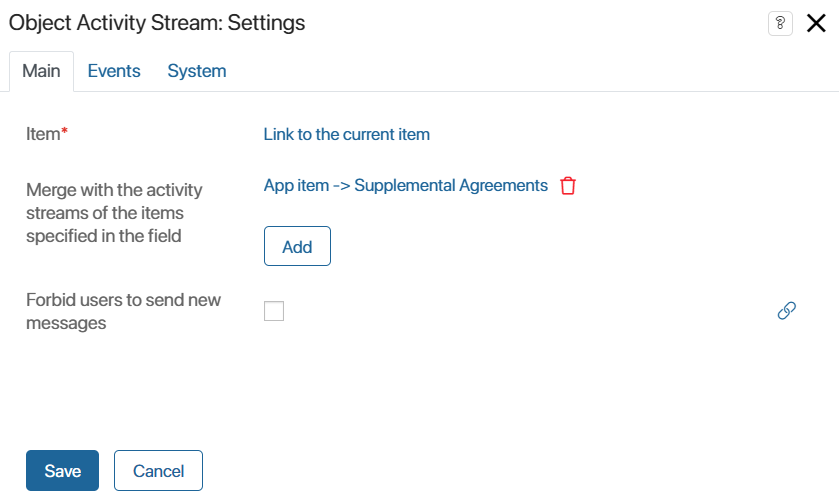 Object Activity Stream: Settings
?
Main Events System
Item* Link to the current item
App item -> Supplemental Agreements
Merge with the activity
streams of the items
specified in the field
Add
Forbid users to send new
messages
Save Cancel